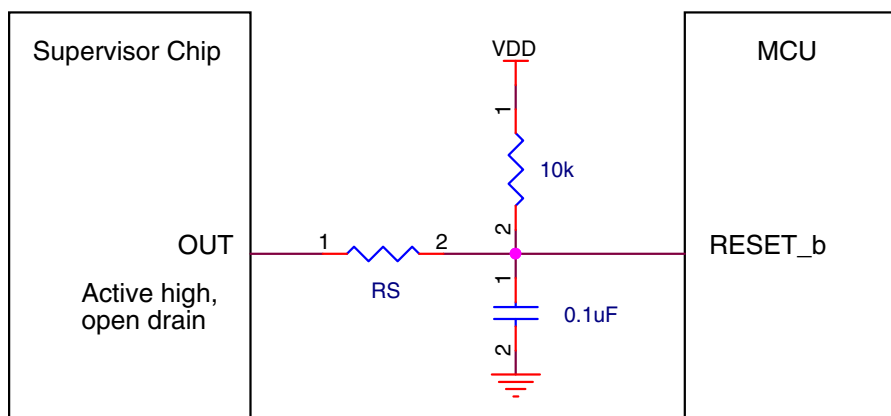 Supervisor Chip
VDD
MCU
1
10k
2
OUT
1
2
RESET_b
RS
1
0.1uF
2
Active high,
open drain